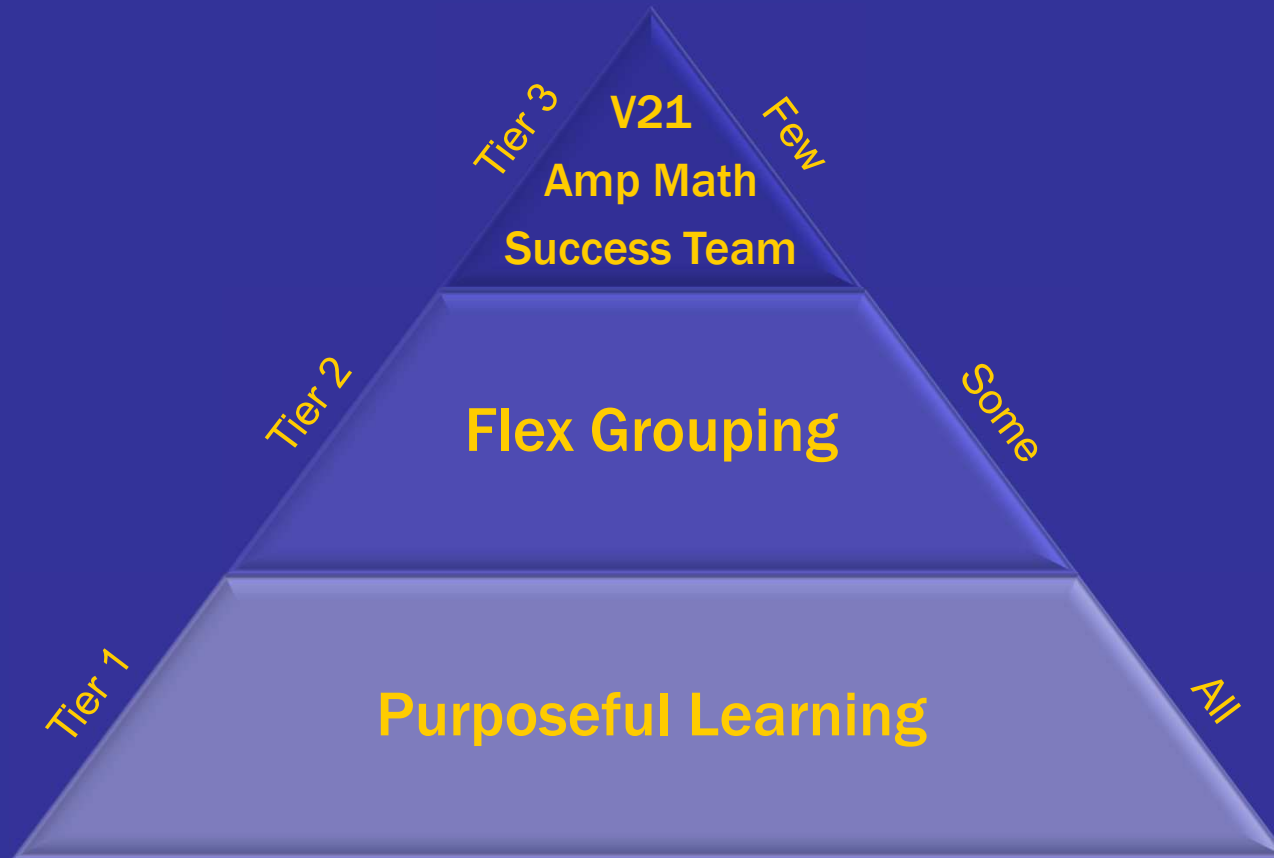 Tier 3
V21
Few
Amp Math
Success Team
Tier 2
Flex Grouping
Some
Tier 1
Purposeful Learning
All